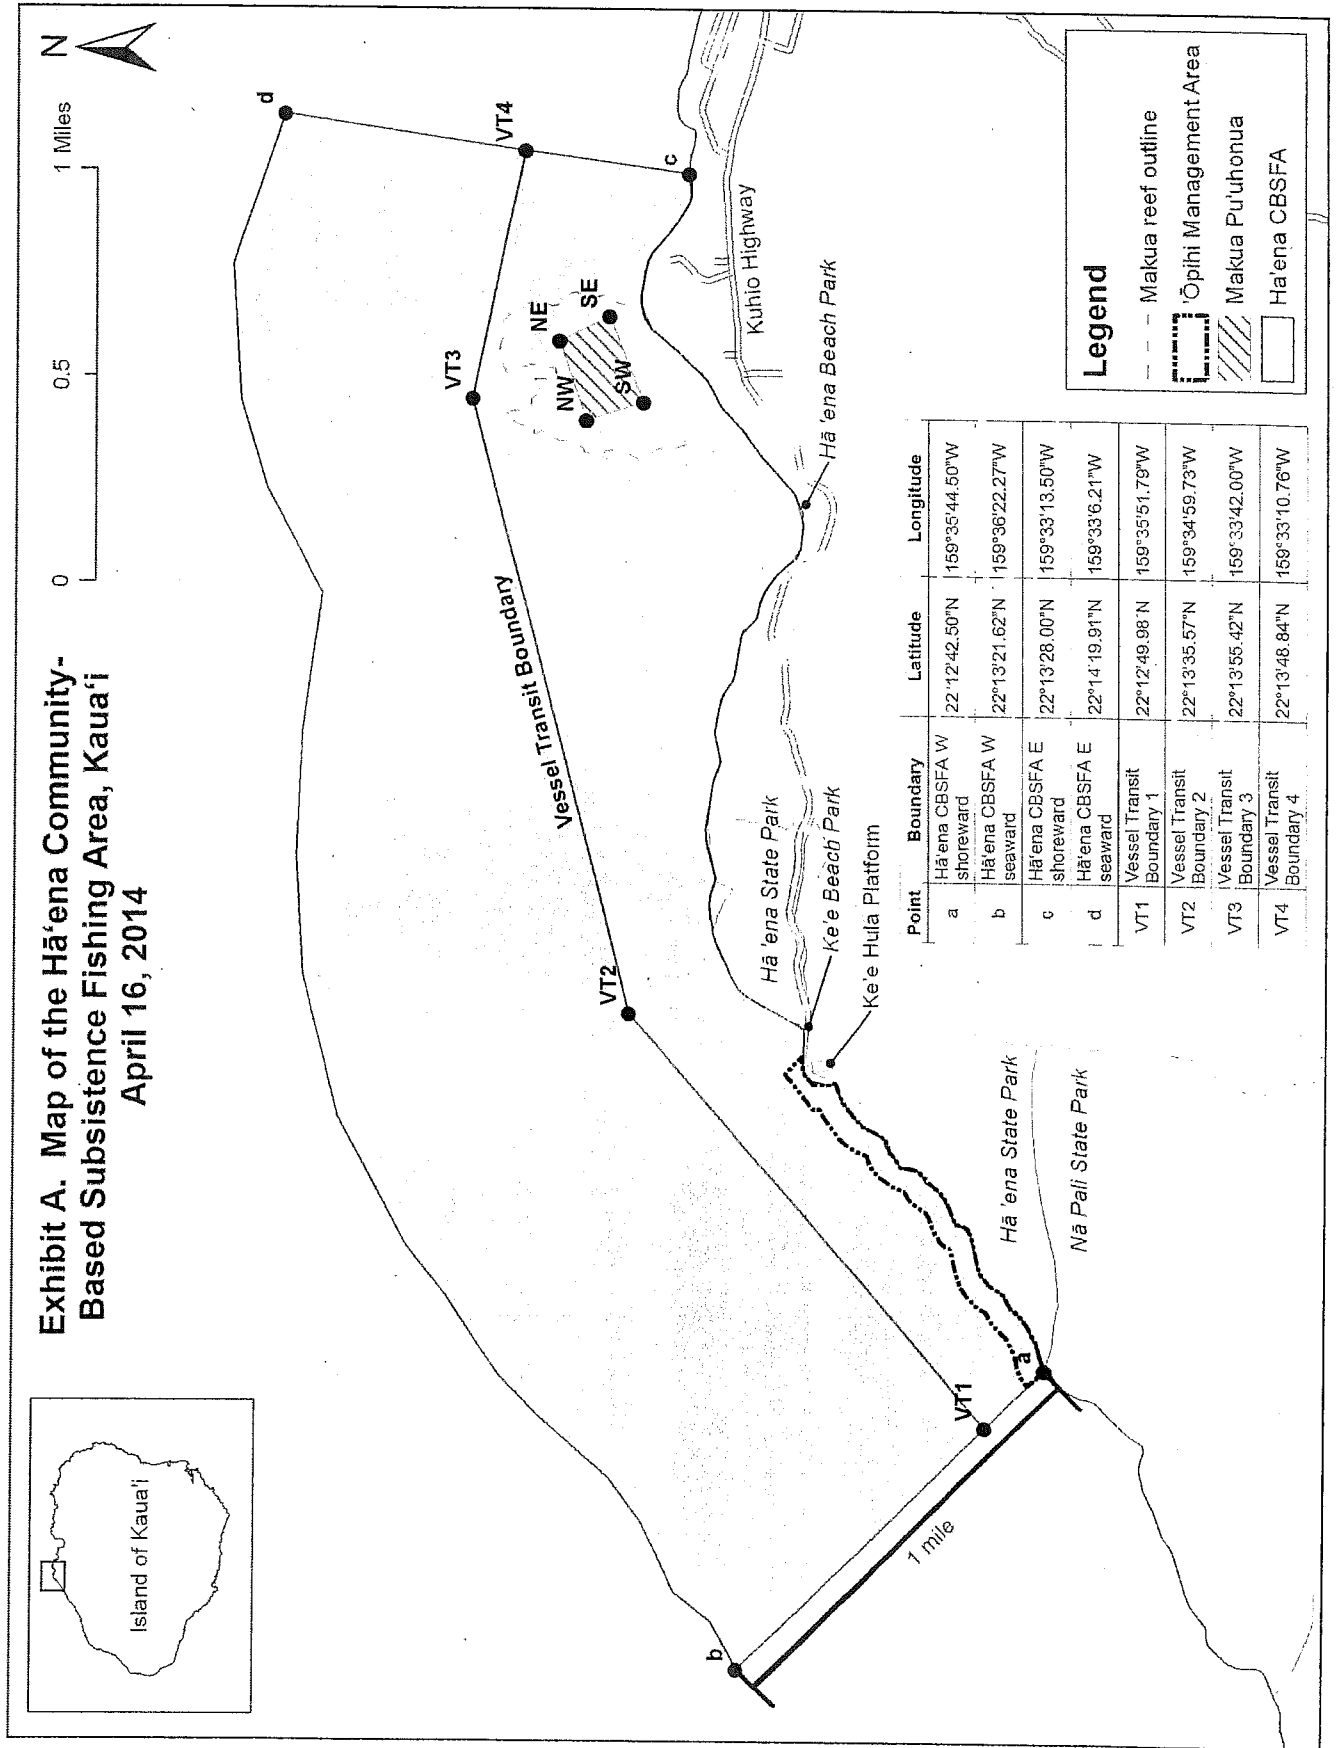 Exhibit A. Map of the Hā‘ena Community-
Based Subsistence Fishing Area, Kaua‘i
April 16, 2014
0
0.5
1 Miles
N
Island of Kaua'i
d
VT4
c
VT3
NE
SE
NW
SW
Vessel Transit Boundary
VT2
VT1
a
b
1 mile
Kuhio Highway
Hā 'ena Beach Park
Hā 'ena State Park
Ke'e Beach Park
Ke'e Hula Platform
Hā 'ena State Park
Nā Pali State Park
Point Boundary Latitude Longitude
a Hā'ena CBSFA W shoreward 22°12'42.50"N 159°35'44.50"W
b Hā'ena CBSFA W seaward 22°13'21.62"N 159°36'22.27"W
c Hā'ena CBSFA E shoreward 22°13'28.00"N 159°33'13.50"W
d Hā'ena CBSFA E seaward 22°14'19.91"N 159°33'6.21"W
VT1 Vessel Transit Boundary 1 22°12'49.98"N 159°35'51.79"W
VT2 Vessel Transit Boundary 2 22°13'35.57"N 159°34'59.73"W
VT3 Vessel Transit Boundary 3 22°13'55.42"N 159°33'42.00"W
VT4 Vessel Transit Boundary 4 22°13'48.84"N 159°33'10.76"W
Legend
Makua reef outline
'Ōpihi Management Area
Makua Pu'uhonua
Ha'ena CBSFA